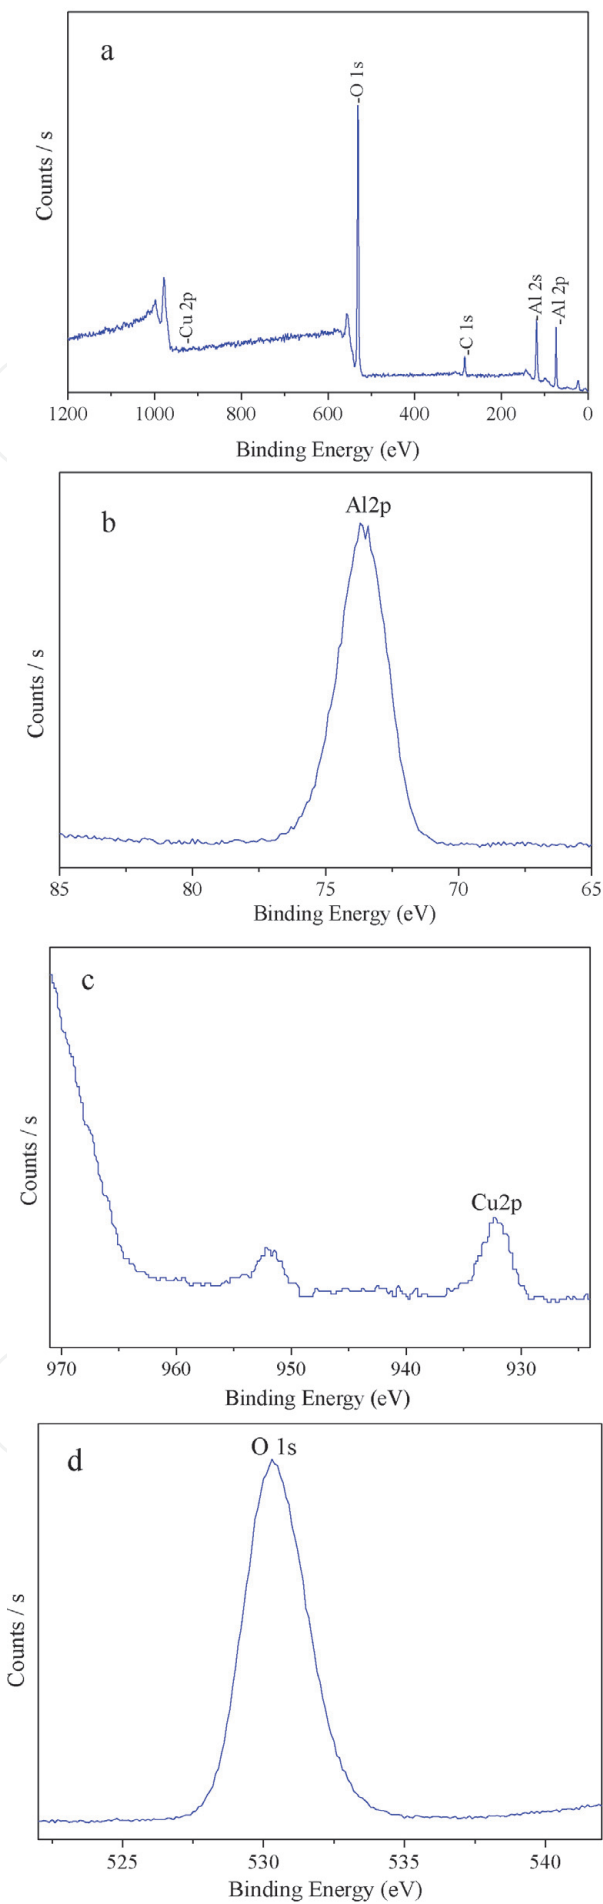 a
-O 1s
-Cu 2p
-C 1s
-Al 2s
-Al 2p
Counts / s
1200 1000 800 600 400 200 0
Binding Energy (eV)
b
Al2p
Counts / s
85 80 75 70 65
Binding Energy (eV)
c
Cu2p
Counts / s
970 960 950 940 930
Binding Energy (eV)
d
O 1s
Counts / s
525 530 535 540
Binding Energy (eV)